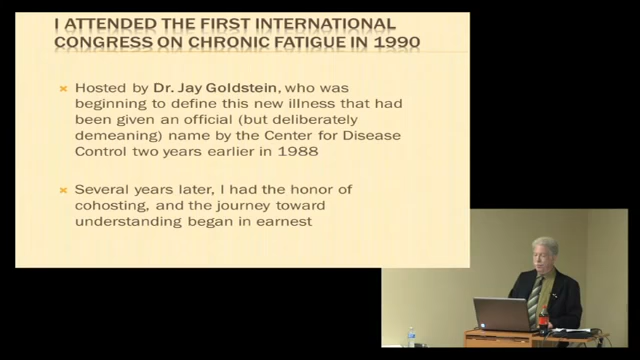 I ATTENDED THE FIRST INTERNATIONAL
CONGRESS ON CHRONIC FATIGUE IN 1990
Hosted by Dr. Jay Goldstein, who was
beginning to define this new illness that had
been given an official (but deliberately
demeaning) name by the Center for Disease
Control two years earlier in 1988
Several years later, I had the honor of
cohosting, and the journey toward
understanding began in earnest